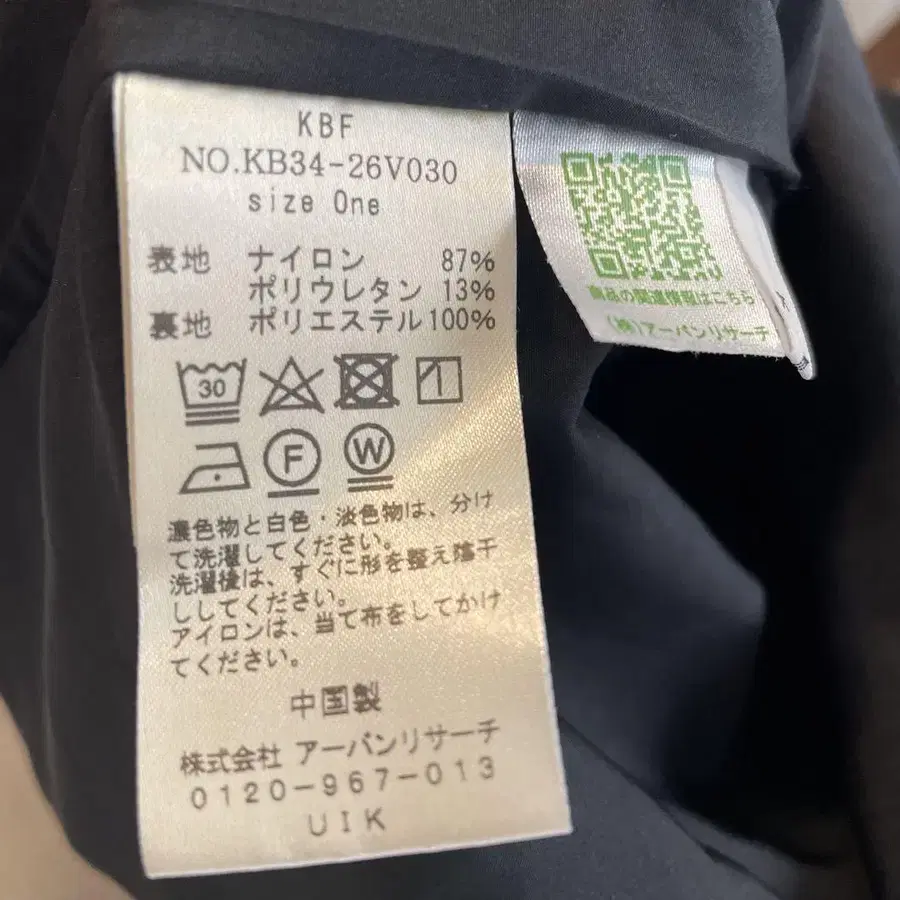 KBF
NO.KB34-26V030
size One
表地 ナイロン 87%
ポリウレタン 13%
裏地 ポリエステル 100%
30
F
W
濃色物と白色・淡色物は、分け
て洗濯してください。
洗濯後は、すぐに形を整え陰干
ししてください。
アイロンは、当て布をしてかけ
てください。
中国製
株式会社 アーバンリサーチ
0120-967-013
UIK
商品の関連情報はこちら
(株)アーバンリサーチ